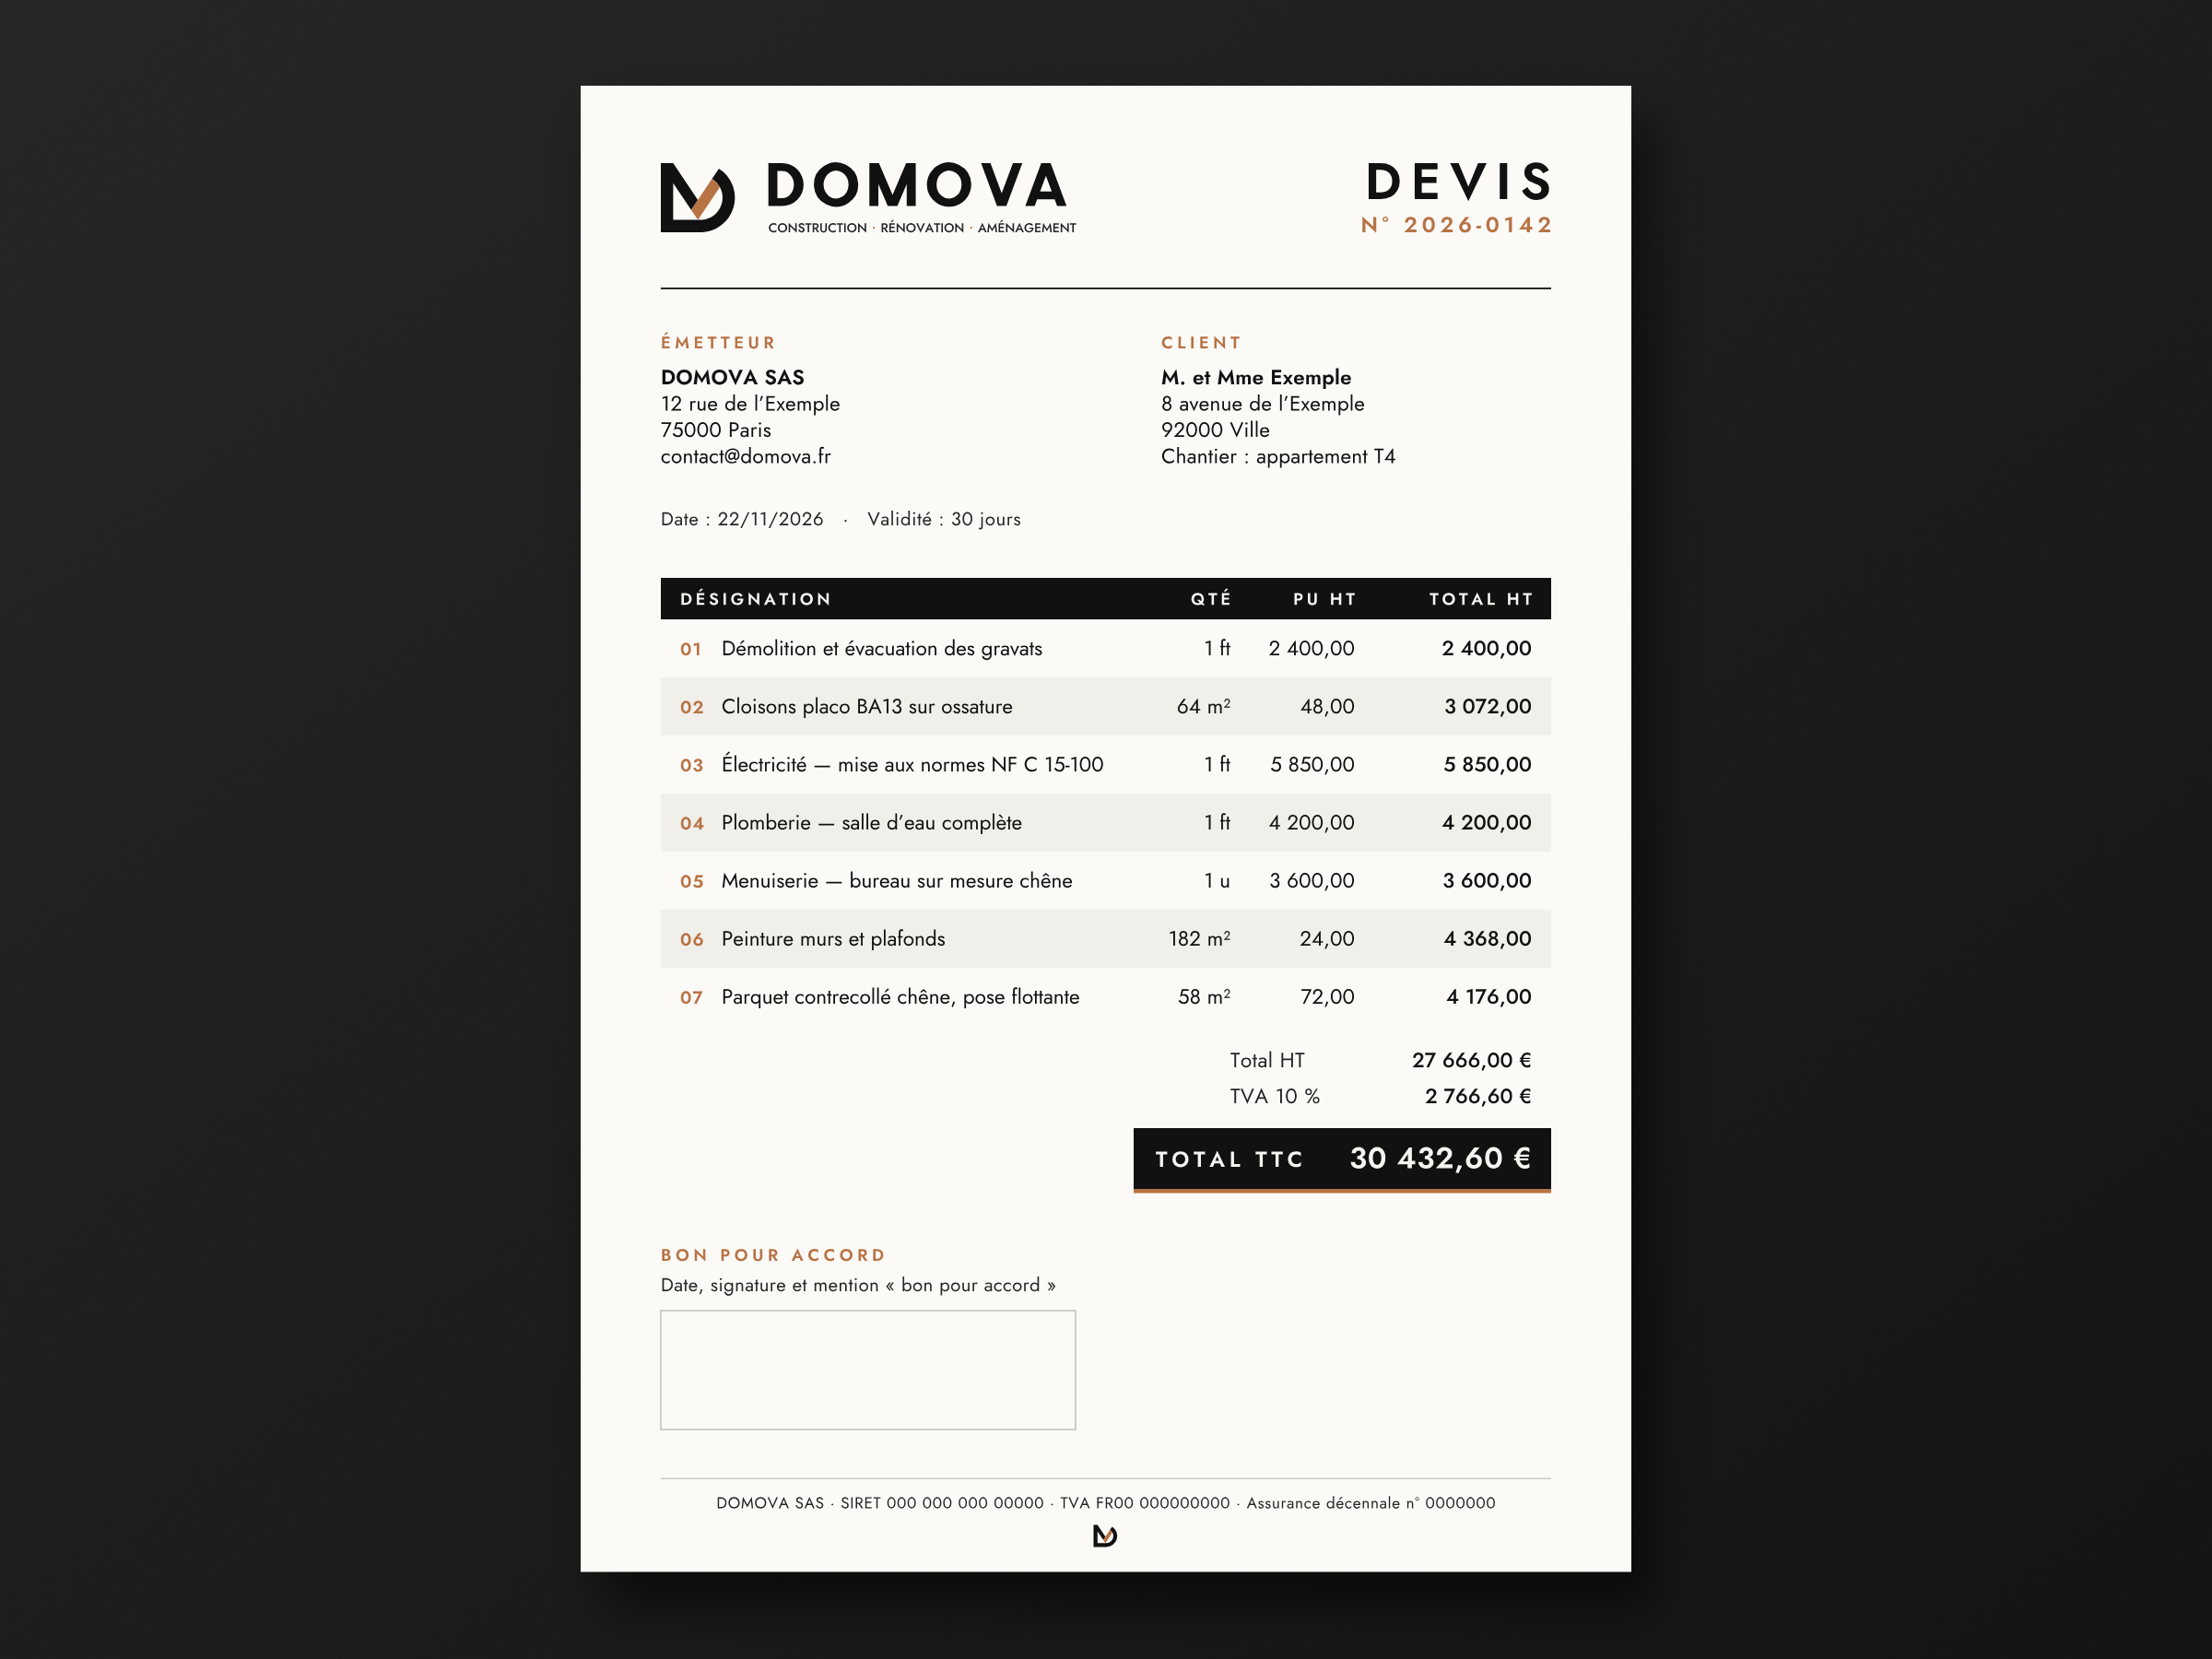 DOMOVA
CONSTRUCTION · RÉNOVATION · AMÉNAGEMENT
DEVIS
N° 2026-0142
ÉMETTEUR
DOMOVA SAS
12 rue de l’Exemple
75000 Paris
contact@domova.fr
CLIENT
M. et Mme Exemple
8 avenue de l’Exemple
92000 Ville
Chantier : appartement T4
Date : 22/11/2026 · Validité : 30 jours
DÉSIGNATION QTÉ PU HT TOTAL HT
01 Démolition et évacuation des gravats 1 ft 2 400,00 2 400,00
02 Cloisons placo BA13 sur ossature 64 m² 48,00 3 072,00
03 Électricité — mise aux normes NF C 15-100 1 ft 5 850,00 5 850,00
04 Plomberie — salle d’eau complète 1 ft 4 200,00 4 200,00
05 Menuiserie — bureau sur mesure chêne 1 u 3 600,00 3 600,00
06 Peinture murs et plafonds 182 m² 24,00 4 368,00
07 Parquet contrecollé chêne, pose flottante 58 m² 72,00 4 176,00
Total HT 27 666,00 €
TVA 10 % 2 766,60 €
TOTAL TTC 30 432,60 €
BON POUR ACCORD
Date, signature et mention « bon pour accord »
DOMOVA SAS · SIRET 000 000 000 00000 · TVA FR00 000000000 · Assurance décennale n° 0000000